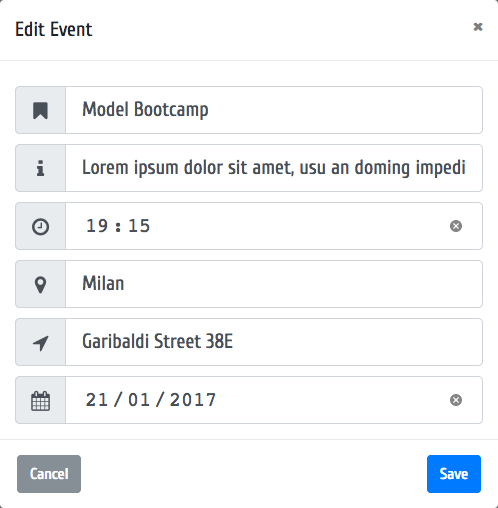 Edit Event
Model Bootcamp
Lorem ipsum dolor sit amet, usu an doming impedi
19:15
Milan
Garibaldi Street 38E
21/01/2017
Cancel
Save